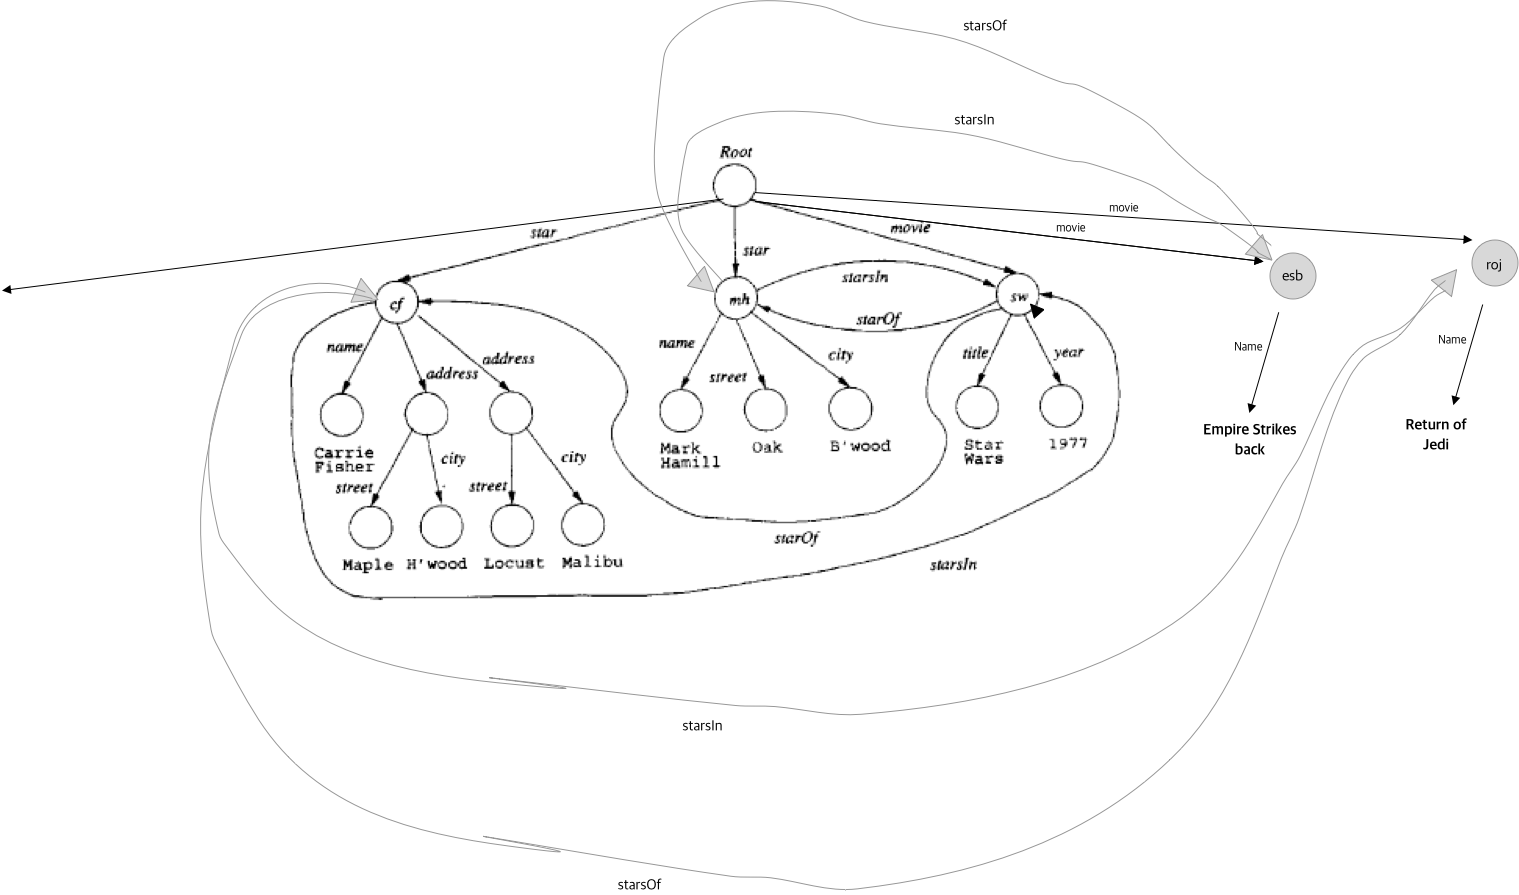 starsOf
starsIn
Root
movie
movie
movie
star
star
starsIn
esb
roj
cf
mh
sw
starOf
name
address
address
name
street
city
title
year
Name
Name
Carrie
Fisher
Mark
Hamill
Oak
B'wood
Star
Wars
1977
Empire Strikes
back
Return of
Jedi
street
city
street
city
Maple
H'wood
Locust
Malibu
starOf
starsIn
starsIn
starsOf